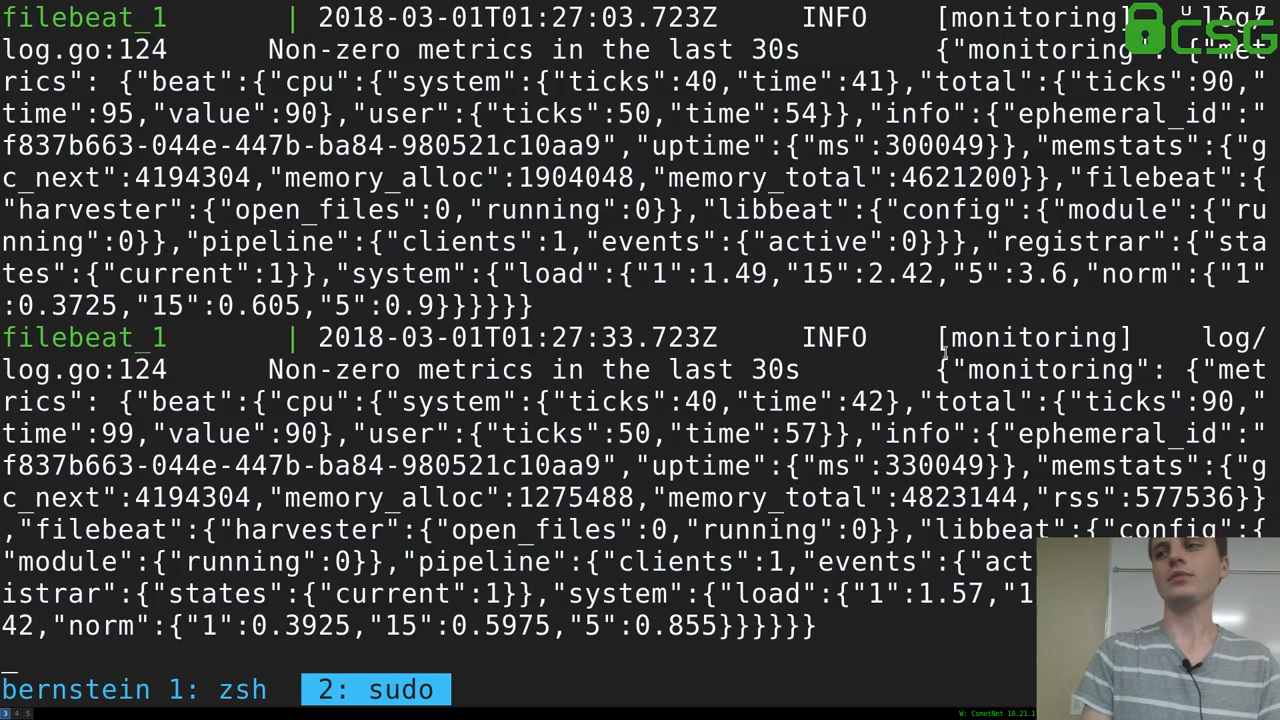 filebeat_1 | 2018-03-01T01:27:03.723Z INFO [monitoring] log/
log.go:124 Non-zero metrics in the last 30s {"monitoring": {"met
rics": {"beat":{"cpu":{"system":{"ticks":40,"time":41},"total":{"ticks":90,"
time":95,"value":90},"user":{"ticks":50,"time":54}},"info":{"ephemeral_id":"
f837b663-044e-447b-ba84-980521c10aa9","uptime":{"ms":300049}},"memstats":{"g
c_next":4194304,"memory_alloc":1904048,"memory_total":4621200}},"filebeat":{
"harvester":{"open_files":0,"running":0}},"libbeat":{"config":{"module":{"ru
nning":0}},"pipeline":{"clients":1,"events":{"active":0}}},"registrar":{"sta
tes":{"current":1}},"system":{"load":{"1":1.49,"15":2.42,"5":3.6,"norm":{"1"
:0.3725,"15":0.605,"5":0.9}}}}}}
filebeat_1 | 2018-03-01T01:27:33.723Z INFO [monitoring] log/
log.go:124 Non-zero metrics in the last 30s {"monitoring": {"met
rics": {"beat":{"cpu":{"system":{"ticks":40,"time":42},"total":{"ticks":90,"
time":99,"value":90},"user":{"ticks":50,"time":57}},"info":{"ephemeral_id":"
f837b663-044e-447b-ba84-980521c10aa9","uptime":{"ms":330049}},"memstats":{"g
c_next":4194304,"memory_alloc":1275488,"memory_total":4823144,"rss":577536}}
,"filebeat":{"harvester":{"open_files":0,"running":0}},"libbeat":{"config":{
"module":{"running":0}},"pipeline":{"clients":1,"events":{"act
istrar":{"states":{"current":1}},"system":{"load":{"1":1.57,"1
42,"norm":{"1":0.3925,"15":0.5975,"5":0.855}}}}}}
bernstein 1: zsh 2: sudo
3 4 5 W: CometNet 10.21.1
CSG